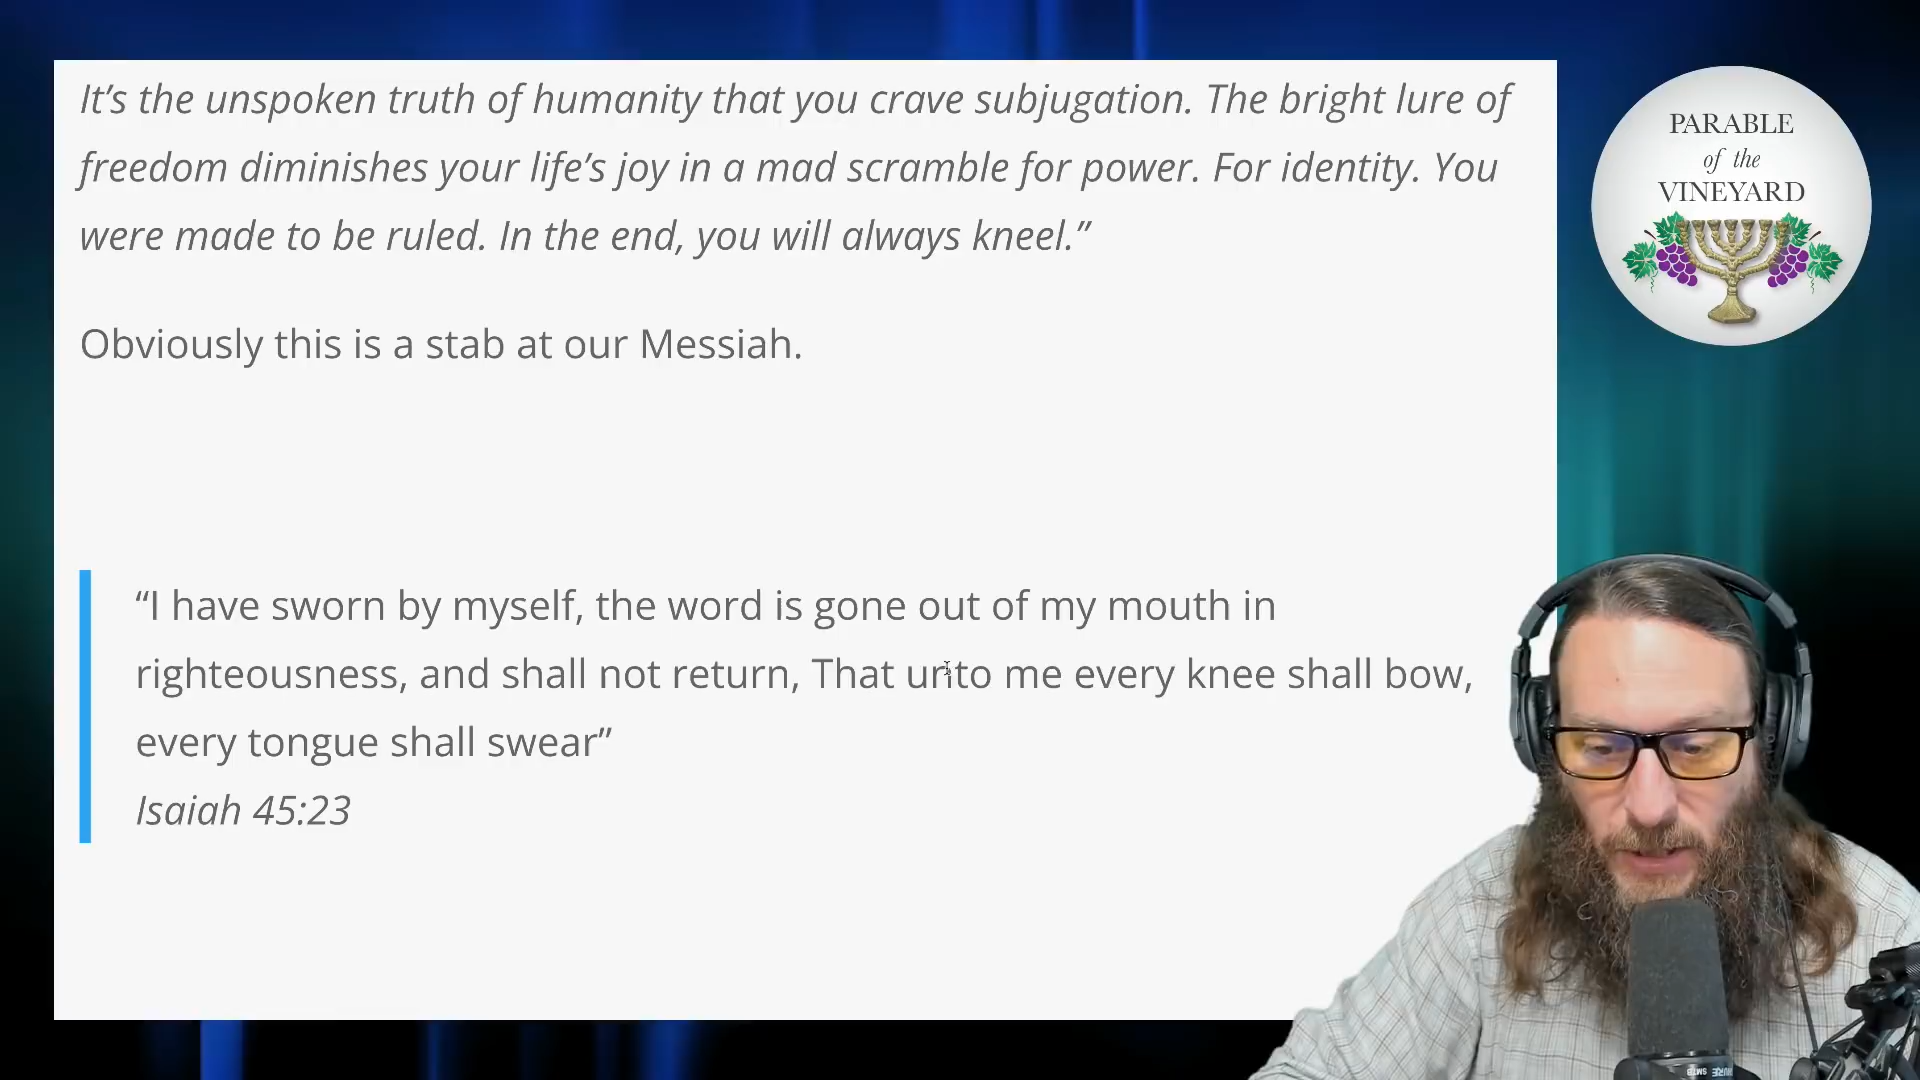 It’s the unspoken truth of humanity that you crave subjugation. The bright lure of
freedom diminishes your life’s joy in a mad scramble for power. For identity. You
were made to be ruled. In the end, you will always kneel.”
Obviously this is a stab at our Messiah.
“I have sworn by myself, the word is gone out of my mouth in
righteousness, and shall not return, That unto me every knee shall bow,
every tongue shall swear”
Isaiah 45:23
PARABLE
of the
VINEYARD